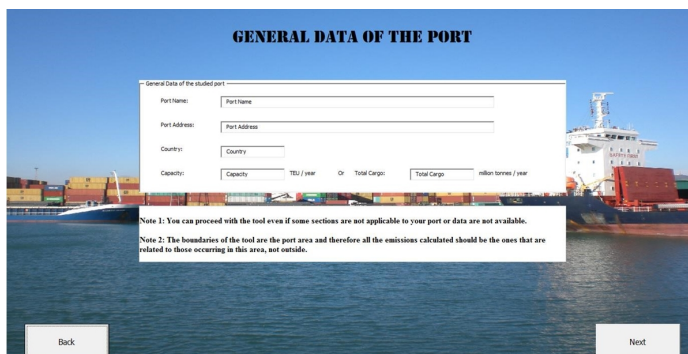 GENERAL DATA OF THE PORT
General Data of the studied port
Port Name: Port Name
Port Address: Port Address
Country: Country
Capacity: Capacity TEU / year Or Total Cargo: Total Cargo million tonnes / year
SAFETY FIRST
Note 1: You can proceed with the tool even if some sections are not applicable to your port or data are not available.
Note 2: The boundaries of the tool are the port area and therefore all the emissions calculated should be the ones that are
related to those occurring in this area, not outside.
Back Next